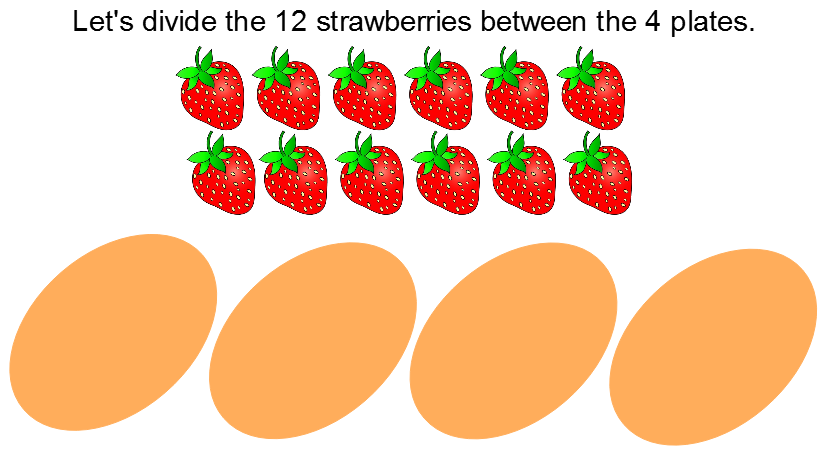 Let's divide the 12 strawberries between the 4 plates.